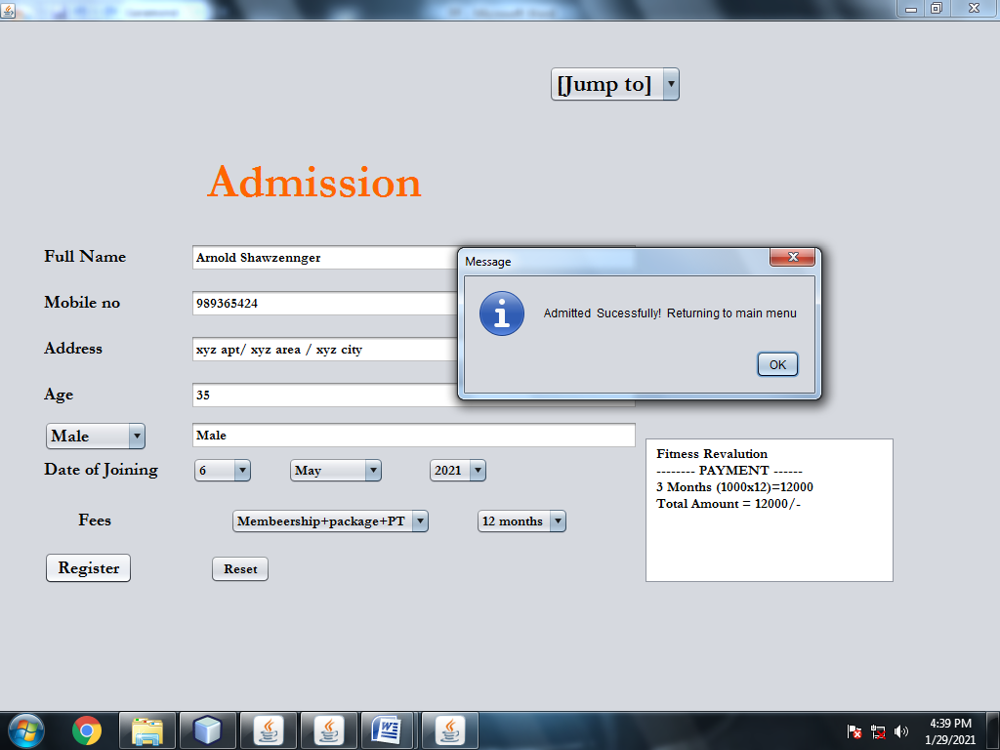 [Jump to]
Admission
Full Name
Arnold Shawzennger
Mobile no
989365424
Address
xyz apt/ xyz area / xyz city
Age
35
Male
Male
Date of Joining
6
May
2021
Fees
Membeership+package+PT
12 months
Register
Reset
Message
Admitted Sucessfully! Returning to main menu
OK
Fitness Revalution
-------- PAYMENT ------
3 Months (1000x12)=12000
Total Amount = 12000/-
4:39 PM
1/29/2021